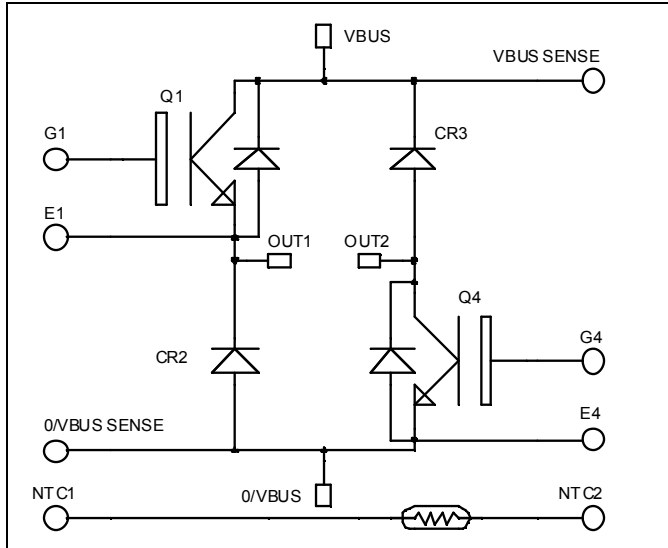 VBUS
VBUS SENSE
Q1
G1
CR3
E1
OUT1
OUT2
Q4
CR2
G4
E4
0/VBUS SENSE
NTC1
0/VBUS
NTC2